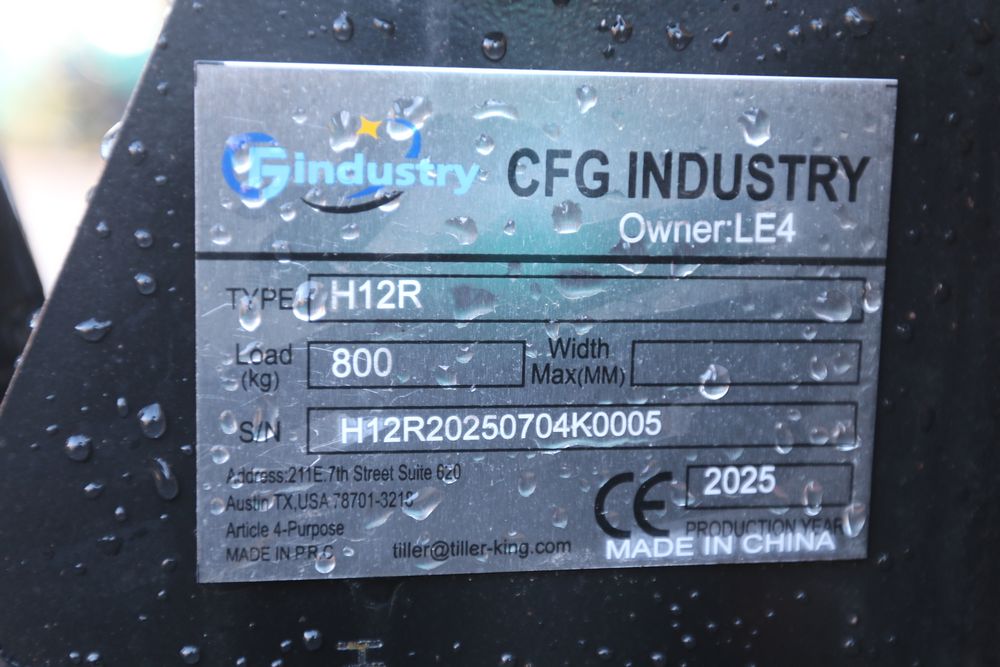 CFGindustry
CFG INDUSTRY
Owner:LE4
TYPE H12R
Load (kg) 800 Width Max(MM)
S/N H12R20250704K0005
Address:211E.7th Street Suite 620
Austin TX,USA 78701-3218
Article 4-Purpose
MADE IN P.R.C
tiller@tiller-king.com
CE 2025
PRODUCTION YEAR
MADE IN CHINA